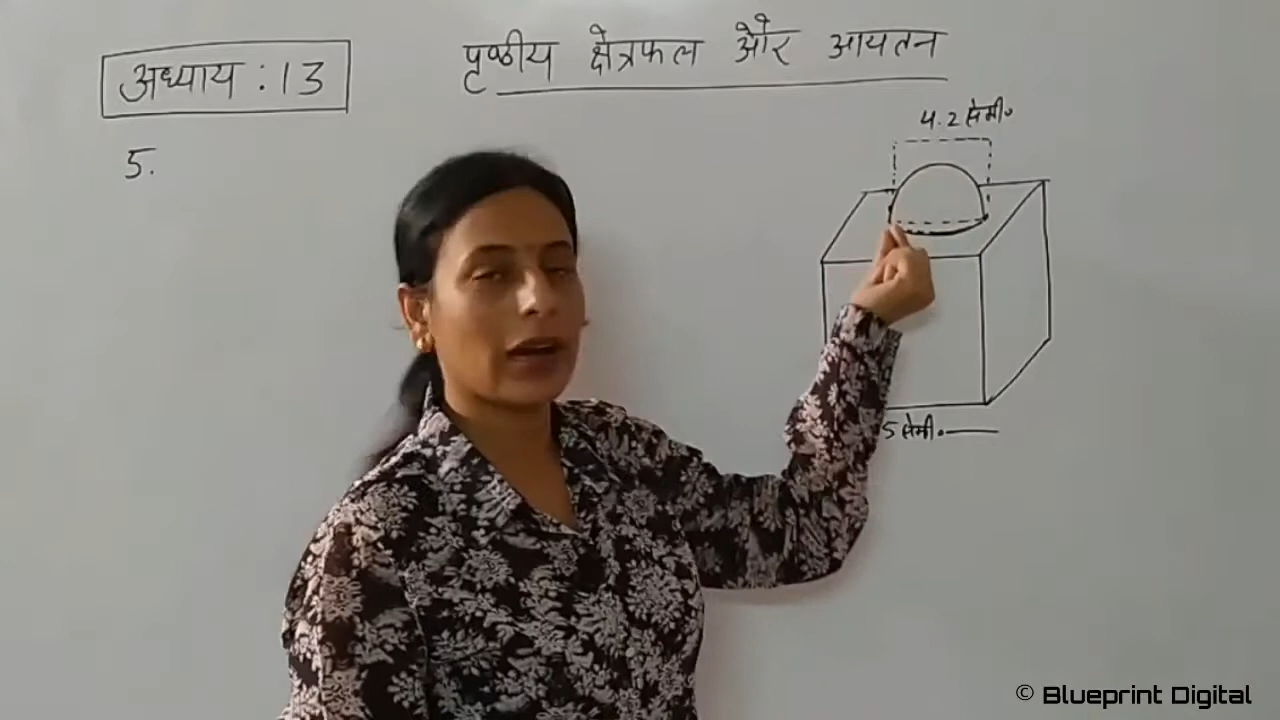 अध्याय : 13
पृष्ठीय क्षेत्रफल और आयतन
5.
4.2 सेमी०
5 सेमी०
© Blueprint Digital